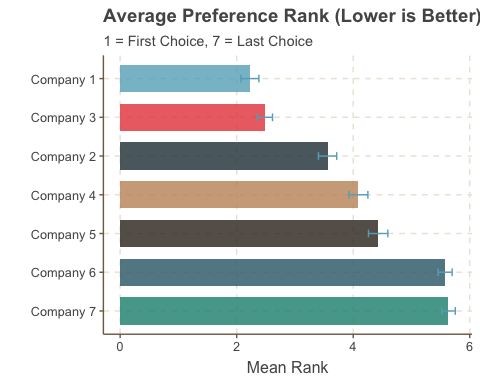 Average Preference Rank (Lower is Better)
1 = First Choice, 7 = Last Choice
Company 1
Company 3
Company 2
Company 4
Company 5
Company 6
Company 7
0 2 4 6
Mean Rank